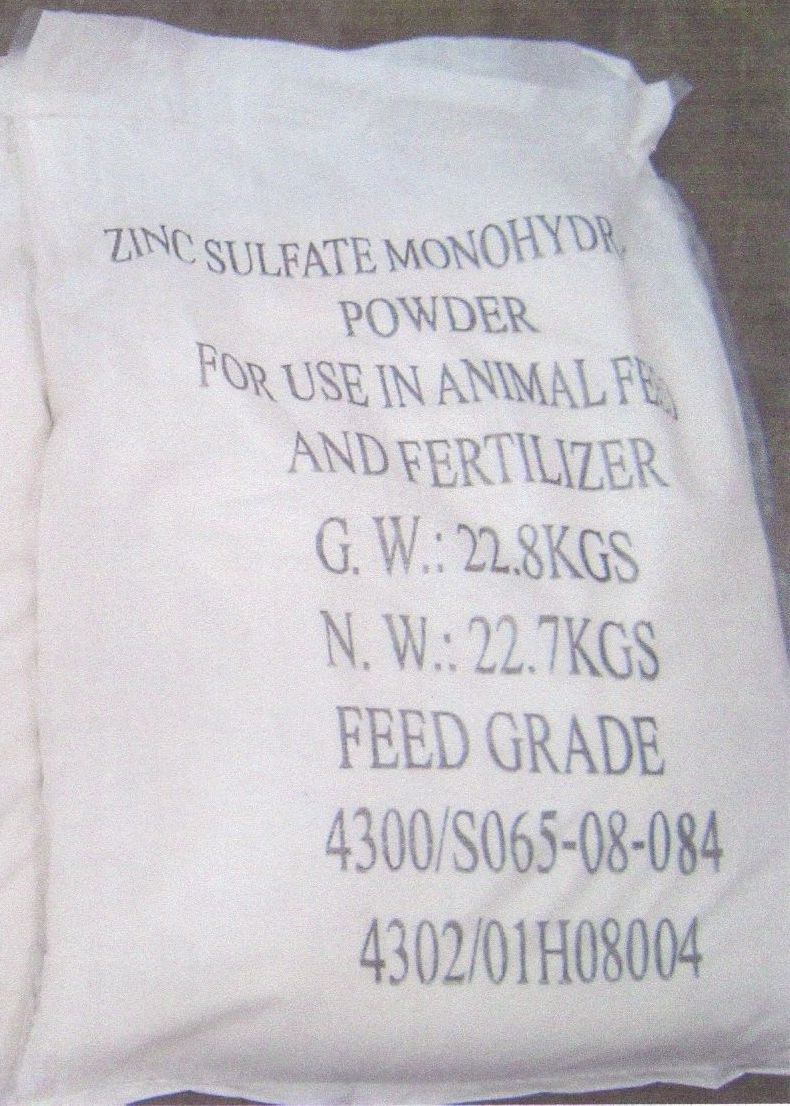 ZINC SULFATE MONOHYDR
POWDER
FOR USE IN ANIMAL
AND FERTILIZER
G. W.: 22.8KGS
N. W.: 22.7KGS
FEED GRADE
4300/S065-08-084
4302/01H08004